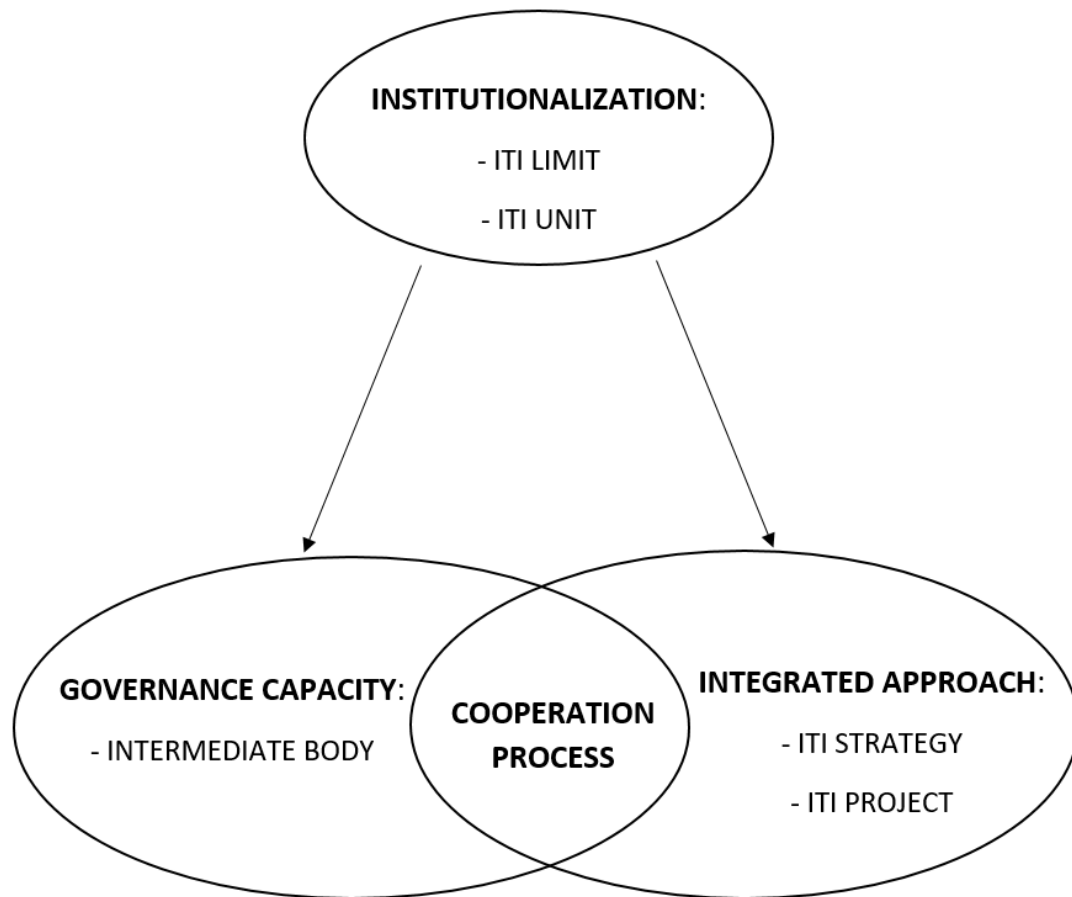 INSTITUTIONALIZATION:
- ITI LIMIT
- ITI UNIT
GOVERNANCE CAPACITY:
- INTERMEDIATE BODY
COOPERATION
PROCESS
INTEGRATED APPROACH:
- ITI STRATEGY
- ITI PROJECT